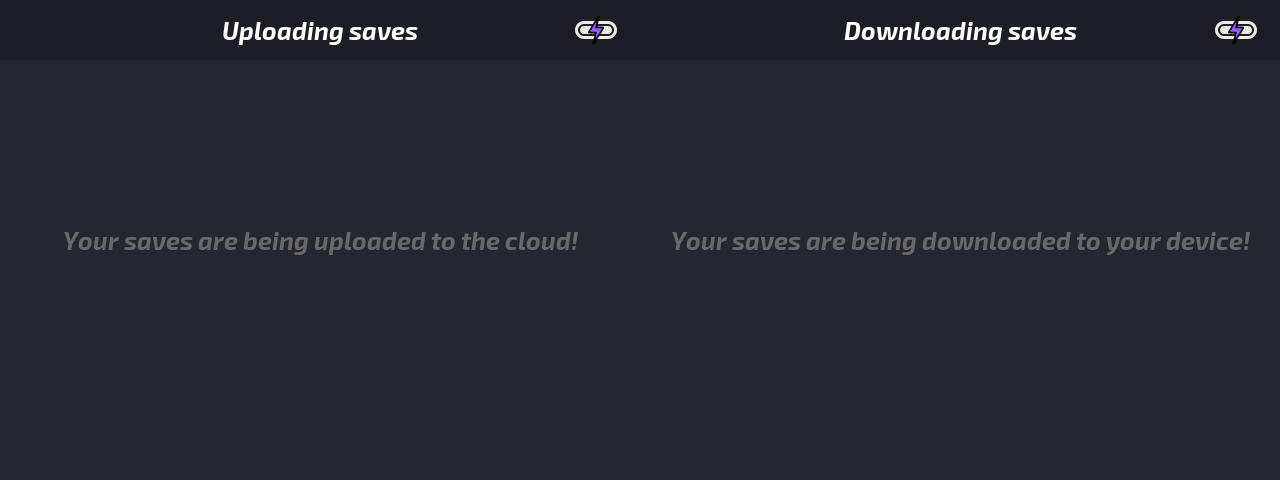 Uploading saves
Your saves are being uploaded to the cloud!
Downloading saves
Your saves are being downloaded to your device!